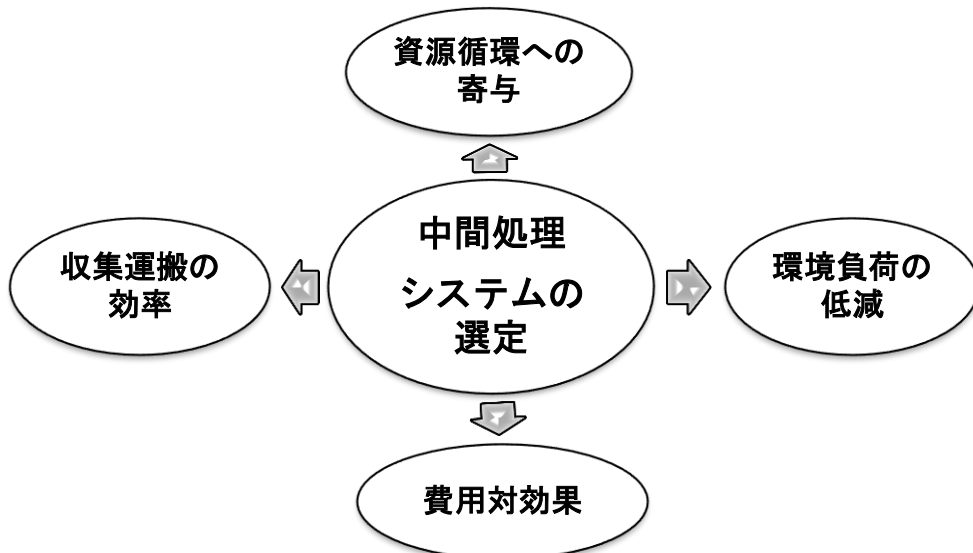 資源循環への
寄与
中間処理
システムの
選定
収集運搬の
効率
環境負荷の
低減
費用対効果